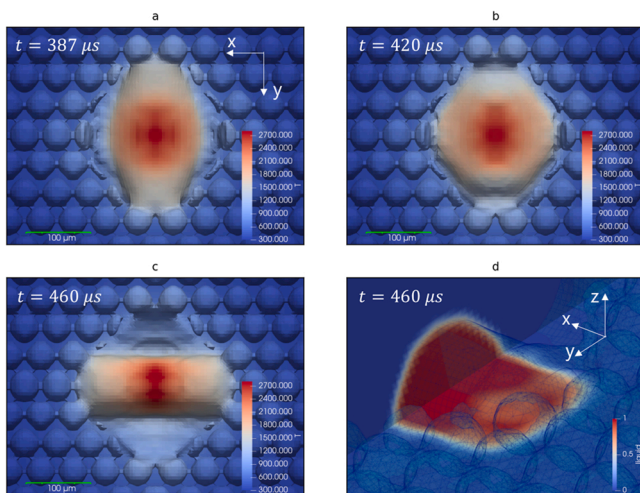 a
t = 387 μs
x
y
2700.000
2400.000
2100.000
1800.000
1500.000
1200.000
900.000
600.000
300.000
T
100 μm
b
t = 420 μs
2700.000
2400.000
2100.000
1800.000
1500.000
1200.000
900.000
600.000
300.000
T
100 μm
c
t = 460 μs
2700.000
2400.000
2100.000
1800.000
1500.000
1200.000
900.000
600.000
300.000
T
100 μm
d
t = 460 μs
z
x
y
1
0.5
0
liquid